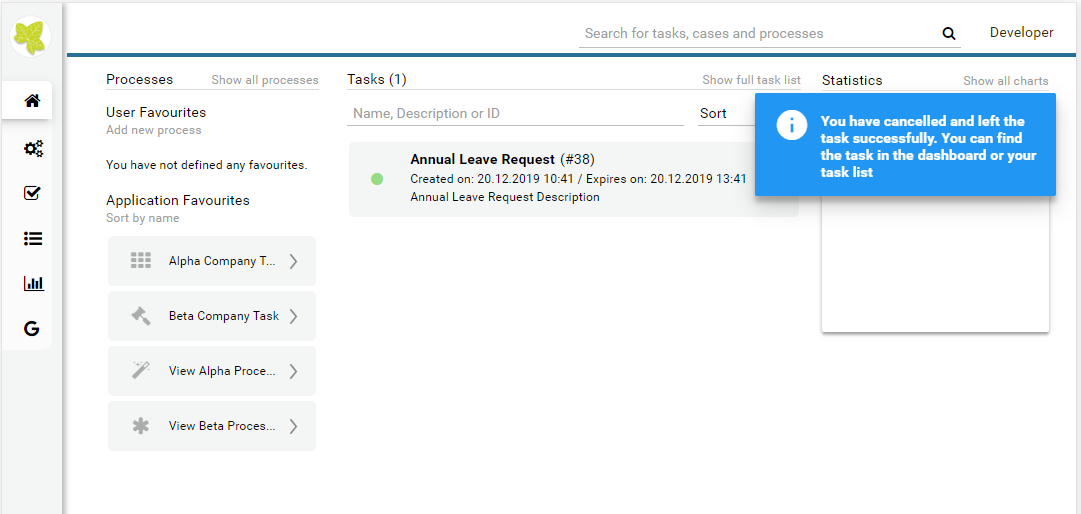 Search for tasks, cases and processes
Developer
Processes
Show all processes
User Favourites
Add new process
You have not defined any favourites.
Application Favourites
Sort by name
Alpha Company T...
Beta Company Task
View Alpha Proce...
View Beta Proces...
Tasks (1)
Show full task list
Name, Description or ID
Sort
Annual Leave Request (#38)
Created on: 20.12.2019 10:41 / Expires on: 20.12.2019 13:41
Annual Leave Request Description
Statistics
Show all charts
You have cancelled and left the
task successfully. You can find
the task in the dashboard or your
task list